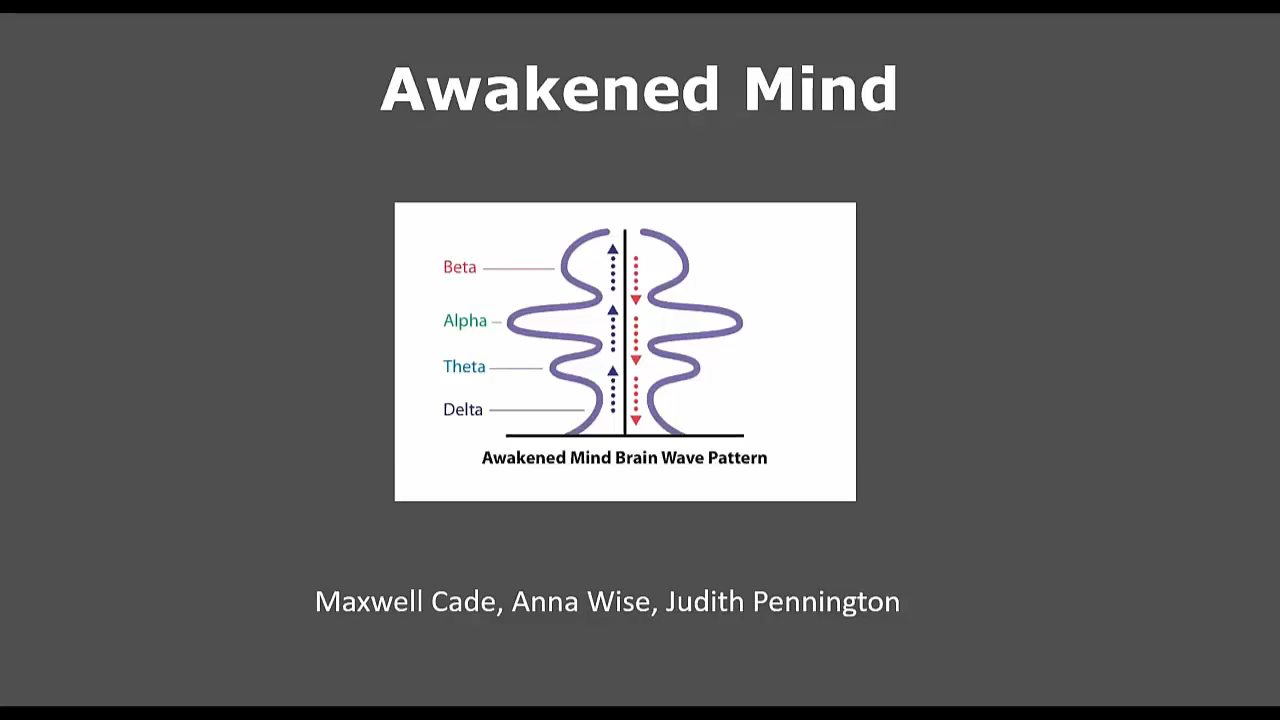 Awakened Mind
Beta
Alpha
Theta
Delta
Awakened Mind Brain Wave Pattern
Maxwell Cade, Anna Wise, Judith Pennington